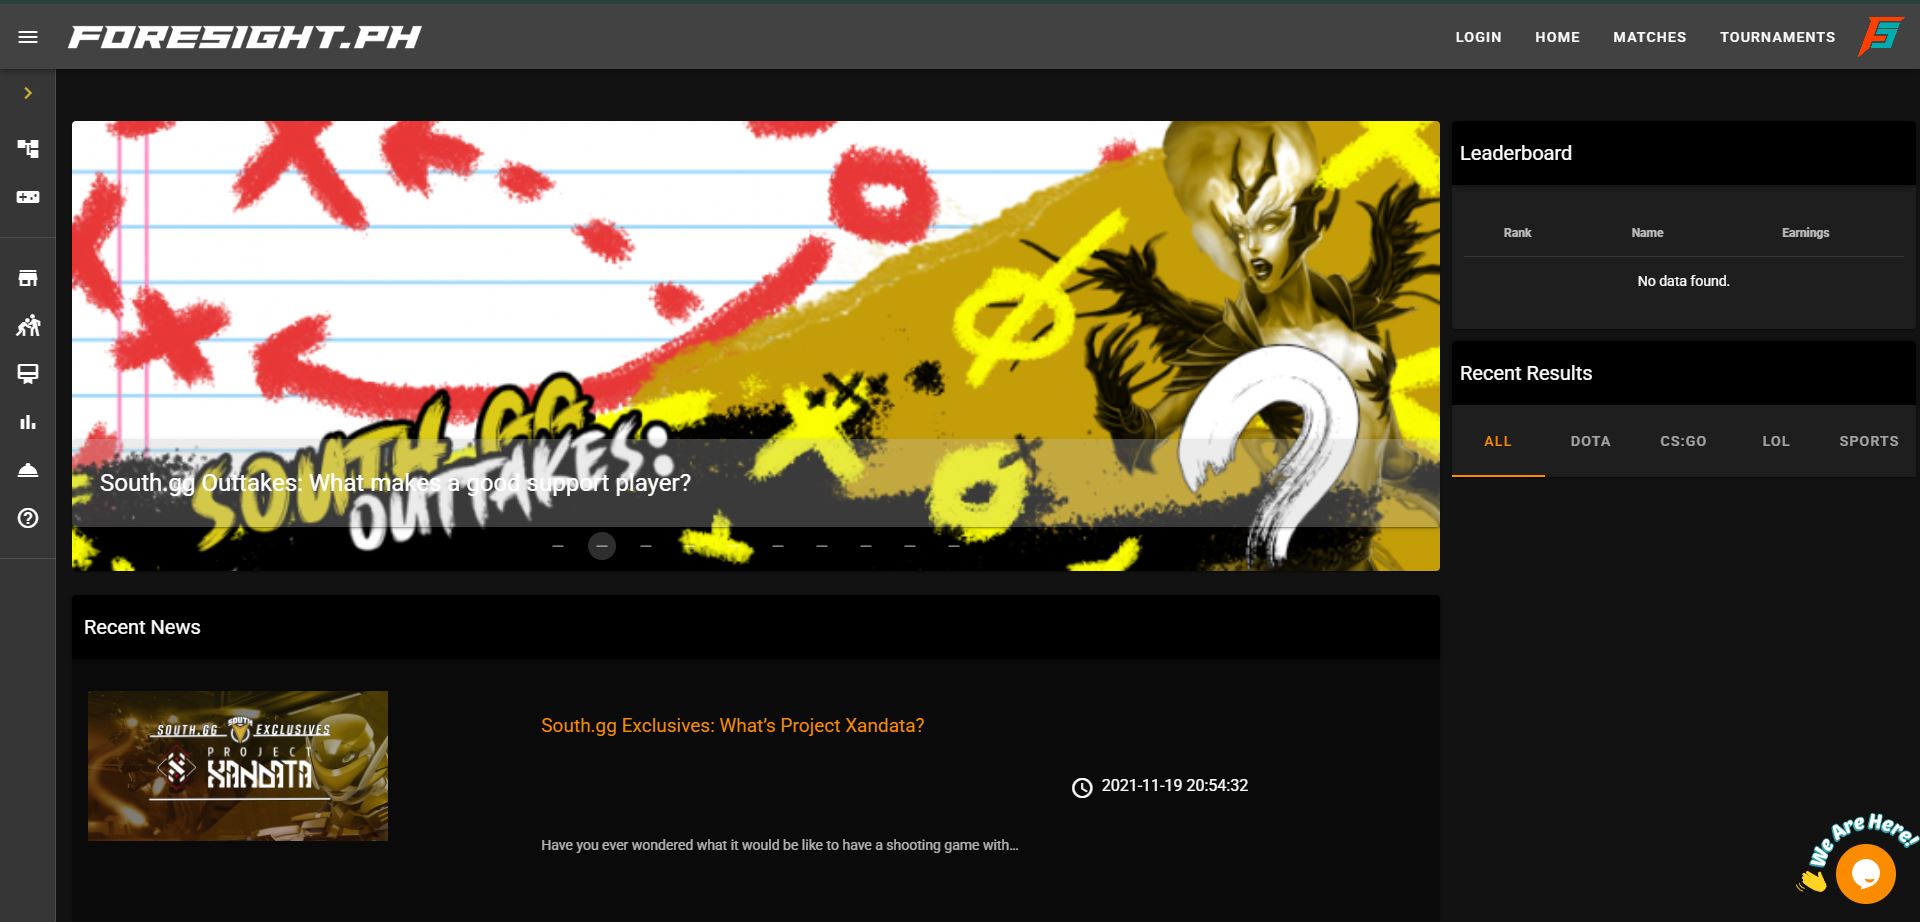 FORESIGHT.PH
LOGIN HOME MATCHES TOURNAMENTS
SOUTH.GG
OUTTAKES:
South.gg Outtakes: What makes a good support player?
Leaderboard
Rank Name Earnings
No data found.
Recent Results
ALL DOTA CS:GO LOL SPORTS
Recent News
SOUTH.GG SOUTH EXCLUSIVES
PROJECT
XANDATA
South.gg Exclusives: What’s Project Xandata?
2021-11-19 20:54:32
Have you ever wondered what it would be like to have a shooting game with…
We Are Here!